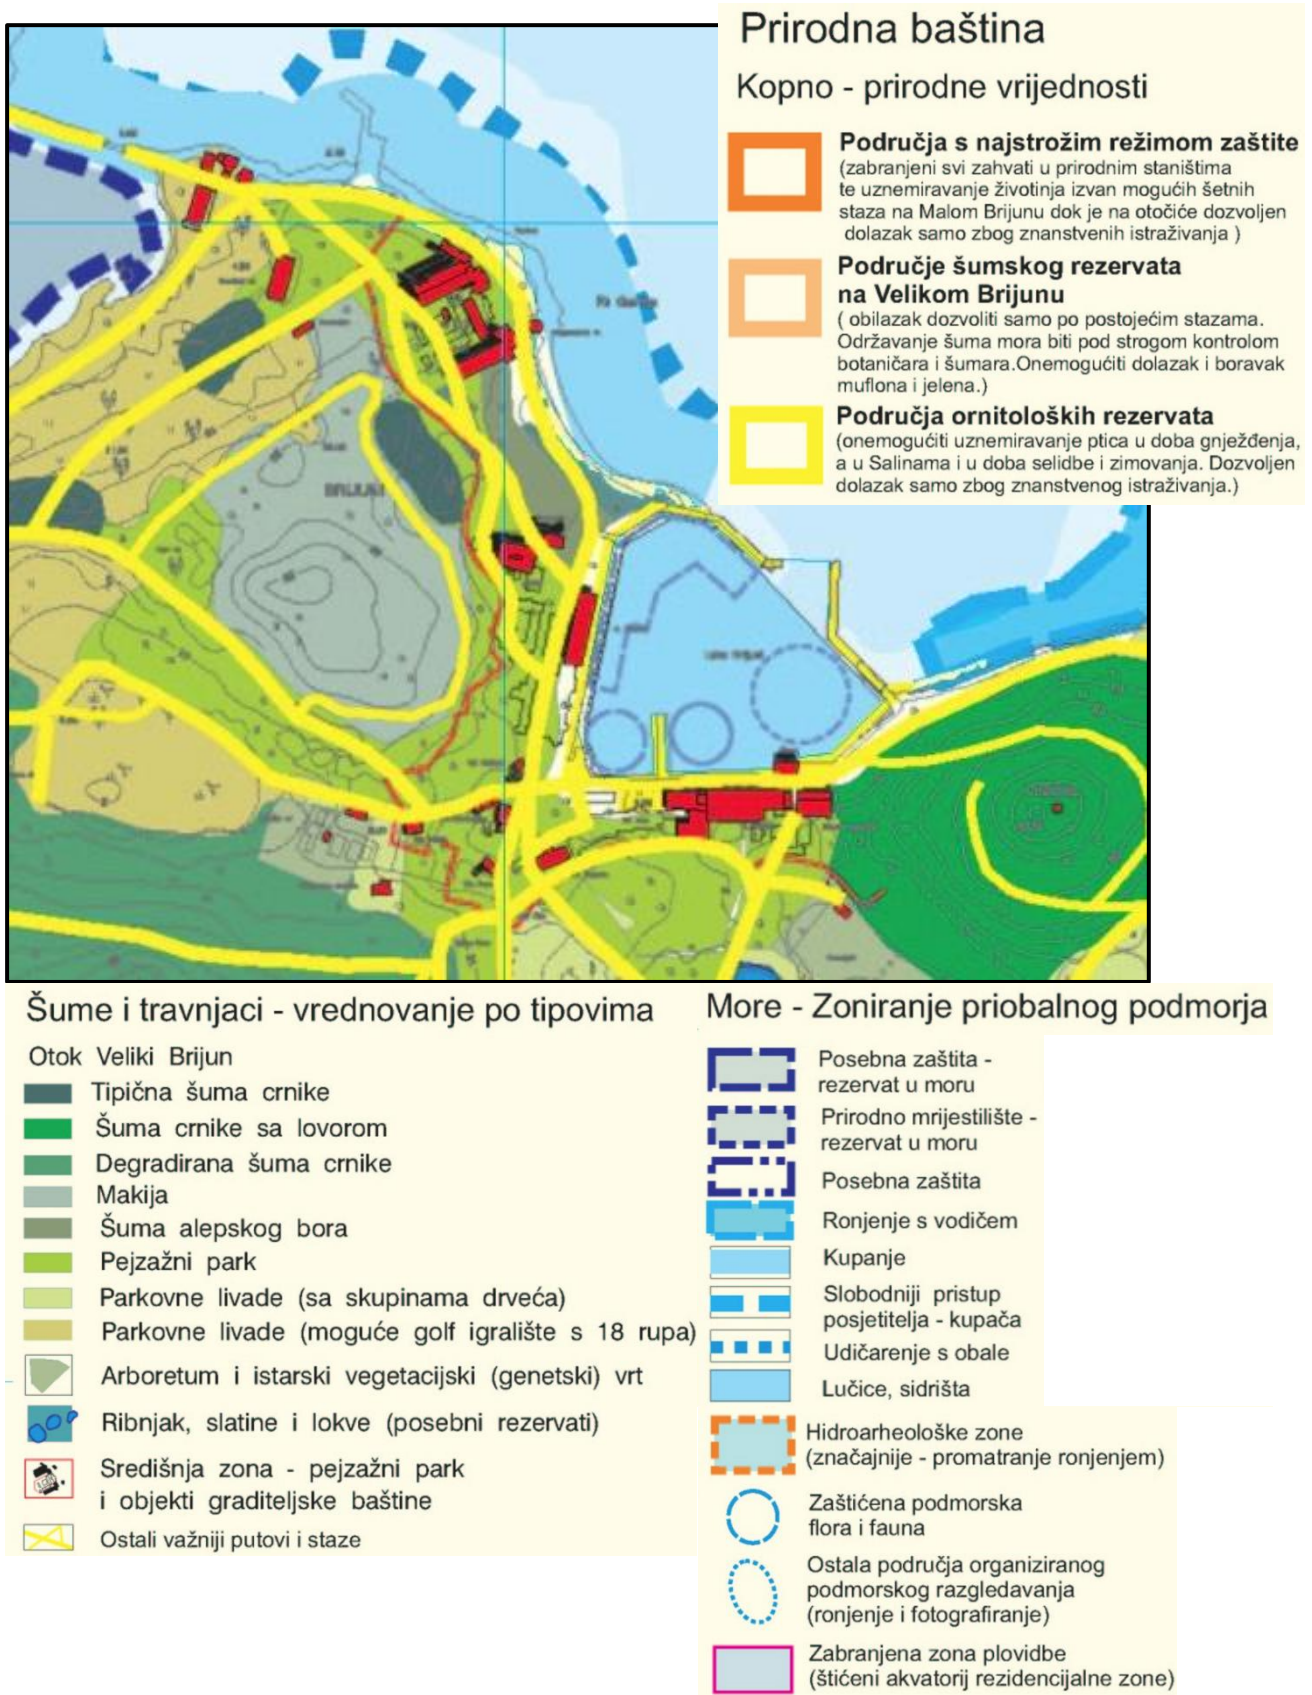 Prirodna baština
Kopno - prirodne vrijednosti
Područja s najstrožim režimom zaštite
(zabranjeni svi zahvati u prirodnim staništima
te uznemiravanje životinja izvan mogućih šetnih
staza na Malom Brijunu dok je na otočiće dozvoljen
dolazak samo zbog znanstvenih istraživanja )
Područje šumskog rezervata
na Velikom Brijunu
( obilazak dozvoliti samo po postojećim stazama.
Održavanje šuma mora biti pod strogom kontrolom
botaničara i šumara.Onemogućiti dolazak i boravak
muflona i jelena.)
Područja ornitoloških rezervata
(onemogućiti uznemiravanje ptica u doba gnježđenja,
a u Salinama i u doba selidbe i zimovanja. Dozvoljen
dolazak samo zbog znanstvenog istraživanja.)
BRIJUNI
Šume i travnjaci - vrednovanje po tipovima
Otok Veliki Brijun
Tipična šuma crnike
Šuma crnike sa lovorom
Degradirana šuma crnike
Makija
Šuma alepskog bora
Pejzažni park
Parkovne livade (sa skupinama drveća)
Parkovne livade (moguće golf igralište s 18 rupa)
Arboretum i istarski vegetacijski (genetski) vrt
Ribnjak, slatine i lokve (posebni rezervati)
Središnja zona - pejzažni park
i objekti graditeljske baštine
Ostali važniji putovi i staze
More - Zoniranje priobalnog podmorja
Posebna zaštita -
rezervat u moru
Prirodno mrijestilište -
rezervat u moru
Posebna zaštita
Ronjenje s vodičem
Kupanje
Slobodniji pristup
posjetitelja - kupača
Udičarenje s obale
Lučice, sidrišta
Hidroarheološke zone
(značajnije - promatranje ronjenjem)
Zaštićena podmorska
flora i fauna
Ostala područja organiziranog
podmorskog razgledavanja
(ronjenje i fotografiranje)
Zabranjena zona plovidbe
(štićeni akvatorij rezidencijalne zone)